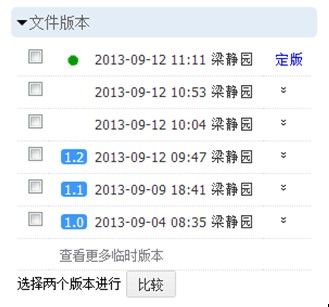 文件版本
2013-09-12 11:11 梁静园 定版
2013-09-12 10:53 梁静园
2013-09-12 10:04 梁静园
1.2 2013-09-12 09:47 梁静园
1.1 2013-09-09 18:41 梁静园
1.0 2013-09-04 08:35 梁静园
查看更多临时版本
选择两个版本进行 比较